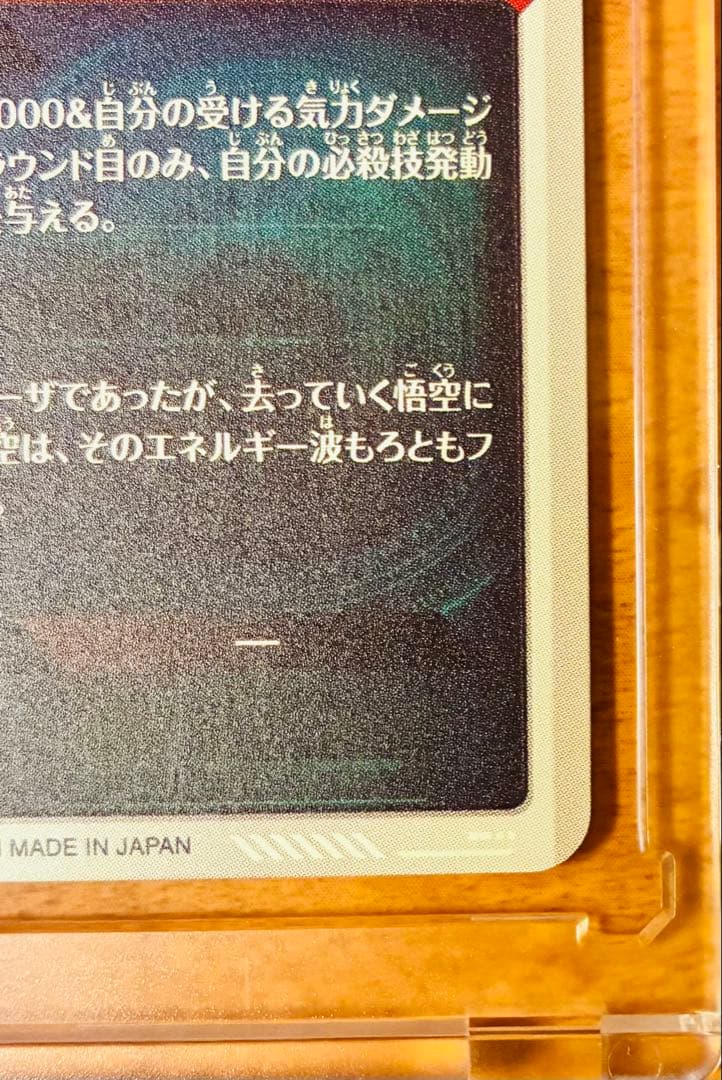 000&自分の受ける気力ダメージ
ラウンド目のみ、自分の必殺技発動
与える。
ーザであったが、去っていく悟空に
空は、そのエネルギー波もろともフ
。
—
MADE IN JAPAN